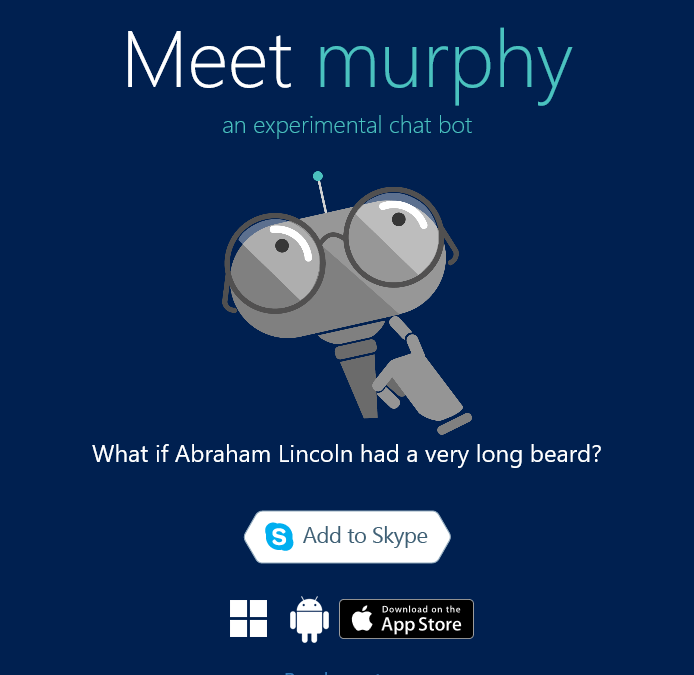 Meet murphy
an experimental chat bot
What if Abraham Lincoln had a very long beard?
Add to Skype
Download on the
App Store